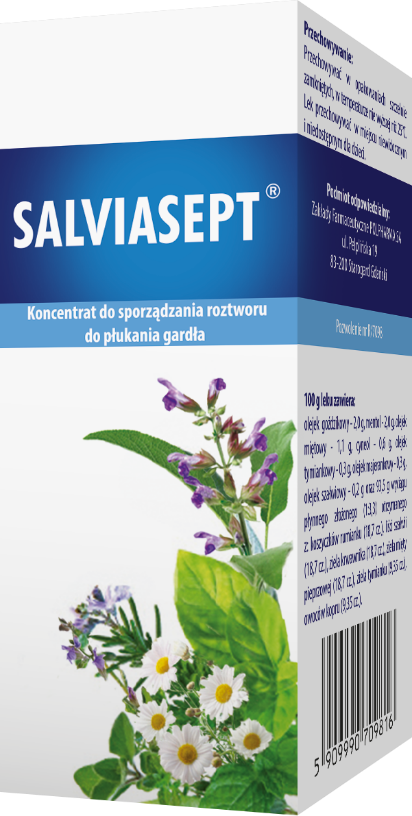 SALVIASEPT®
Koncentrat do sporządzania roztworu
do płukania gardła
Przechowywanie:
Przechowywać w opakowaniach szczelnie
zamkniętych, w temperaturze nie wyższej niż 25°C.
Lek przechowywać w miejscu niewidocznym
i niedostępnym dla dzieci.
Podmiot odpowiedzialny:
Zakłady Farmaceutyczne POLPHARMA SA
ul. Pelplińska 19
83-200 Starogard Gdański
Pozwolenie nr
100 g leku zawiera:
olejek goździkowy - 2,0 g, mentol - 2,0 g, olejek
miętowy - 1,1 g, cyneol - 0,6 g, olejek
tymiankowy - 0,3 g, olejek majerankowy - 0,3 g,
olejek szałwiowy - 0,2 g oraz 93,5 g wyciągu
płynnego złożonego (1:3,3) otrzymanego
z koszyczków rumianku (18,7 cz.), liści szałwii
(18,7 cz.), ziela krwawnika (18,7 cz.), ziela mięty
pieprzowej (18,7 cz.), ziela tymianku (9,35 cz.),
owoców kopru (9,35 cz.).
5 909990 709816